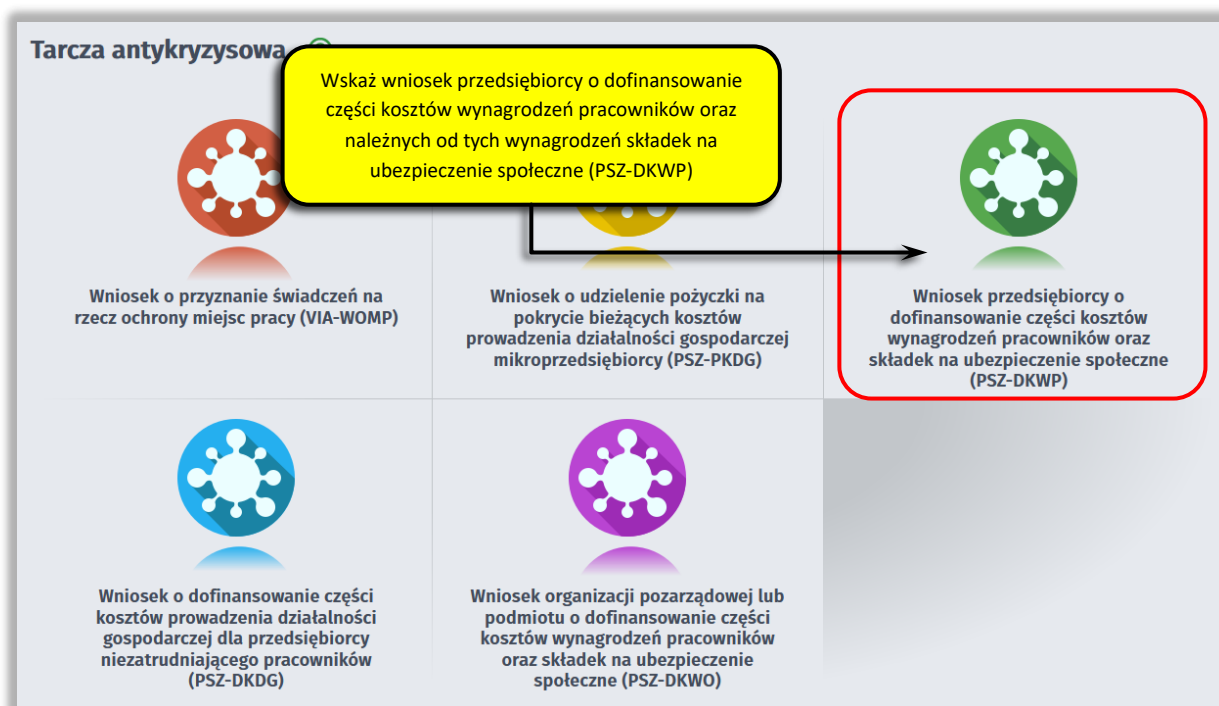 Tarcza antykryzysowa
Wskaż wniosek przedsiębiorcy o dofinansowanie
części kosztów wynagrodzeń pracowników oraz
należnych od tych wynagrodzeń składek na
ubezpieczenie społeczne (PSZ-DKWP)
Wniosek o przyznanie świadczeń na
rzecz ochrony miejsc pracy (VIA-WOMP)
Wniosek o udzielenie pożyczki na
pokrycie bieżących kosztów
prowadzenia działalności gospodarczej
mikroprzedsiębiorcy (PSZ-PKDG)
Wniosek przedsiębiorcy o
dofinansowanie części kosztów
wynagrodzeń pracowników oraz
składek na ubezpieczenie społeczne
(PSZ-DKWP)
Wniosek o dofinansowanie części
kosztów prowadzenia działalności
gospodarczej dla przedsiębiorcy
niezatrudniającego pracowników
(PSZ-DKDG)
Wniosek organizacji pozarządowej lub
podmiotu o dofinansowanie części
kosztów wynagrodzeń pracowników
oraz składek na ubezpieczenie
społeczne (PSZ-DKWO)